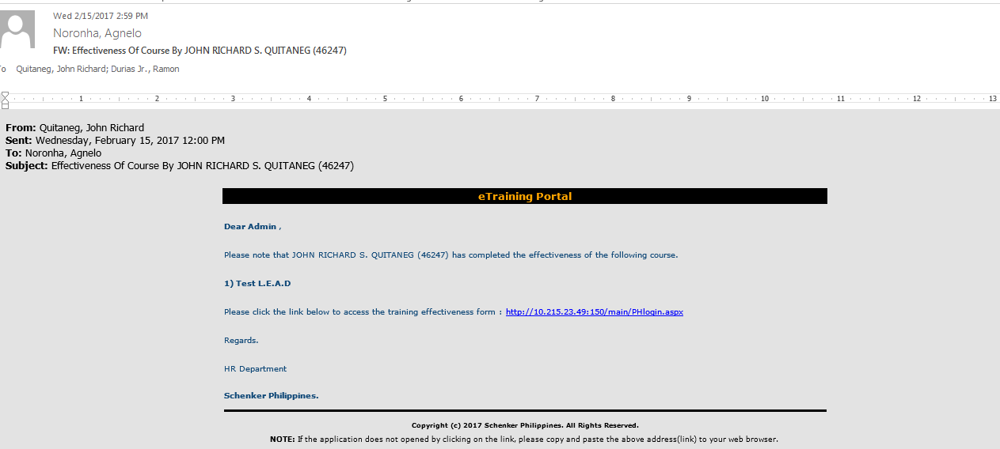 Wed 2/15/2017 2:59 PM
Noronha, Agnelo
FW: Effectiveness Of Course By JOHN RICHARD S. QUITANEG (46247)
Quitaneg, John Richard; Durias Jr., Ramon
1 2 3 4 5 6 7 8 9 10 11 12 13
From: Quitaneg, John Richard
Sent: Wednesday, February 15, 2017 12:00 PM
To: Noronha, Agnelo
Subject: Effectiveness Of Course By JOHN RICHARD S. QUITANEG (46247)
eTraining Portal
Dear Admin ,
Please note that JOHN RICHARD S. QUITANEG (46247) has completed the effectiveness of the following course.
1) Test L.E.A.D
Please click the link below to access the training effectiveness form : http://10.215.23.49:150/main/PHlogin.aspx
Regards.
HR Department
Schenker Philippines.
Copyright (c) 2017 Schenker Philippines. All Rights Reserved.
NOTE: If the application does not opened by clicking on the link, please copy and paste the above address(link) to your web browser.